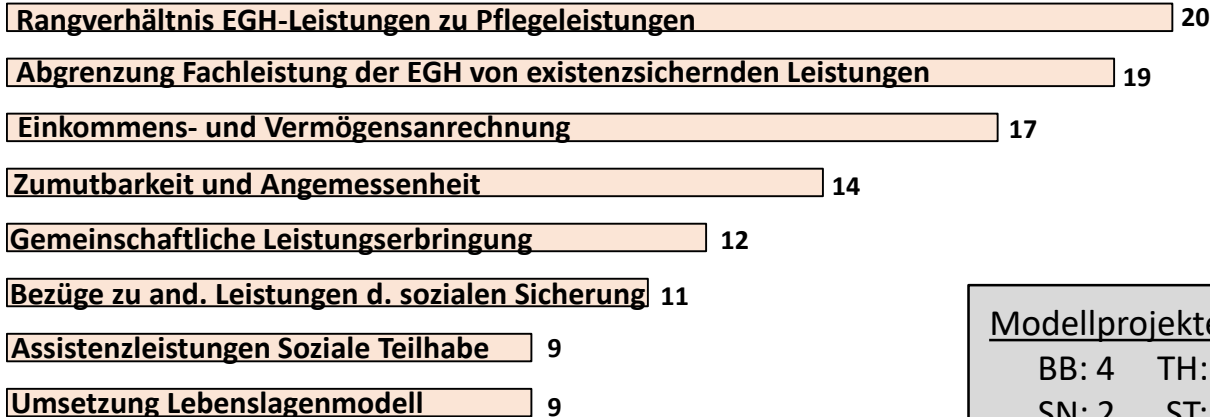 Rangverhältnis EGH-Leistungen zu Pflegeleistungen 20
Abgrenzung Fachleistung der EGH von existenzsichernden Leistungen 19
Einkommens- und Vermögensanrechnung 17
Zumutbarkeit und Angemessenheit 14
Gemeinschaftliche Leistungserbringung 12
Bezüge zu and. Leistungen d. sozialen Sicherung 11
Assistenzleistungen Soziale Teilhabe 9
Umsetzung Lebenslagenmodell 9
Modellprojekte
BB: 4 TH:
SN: 2 ST: